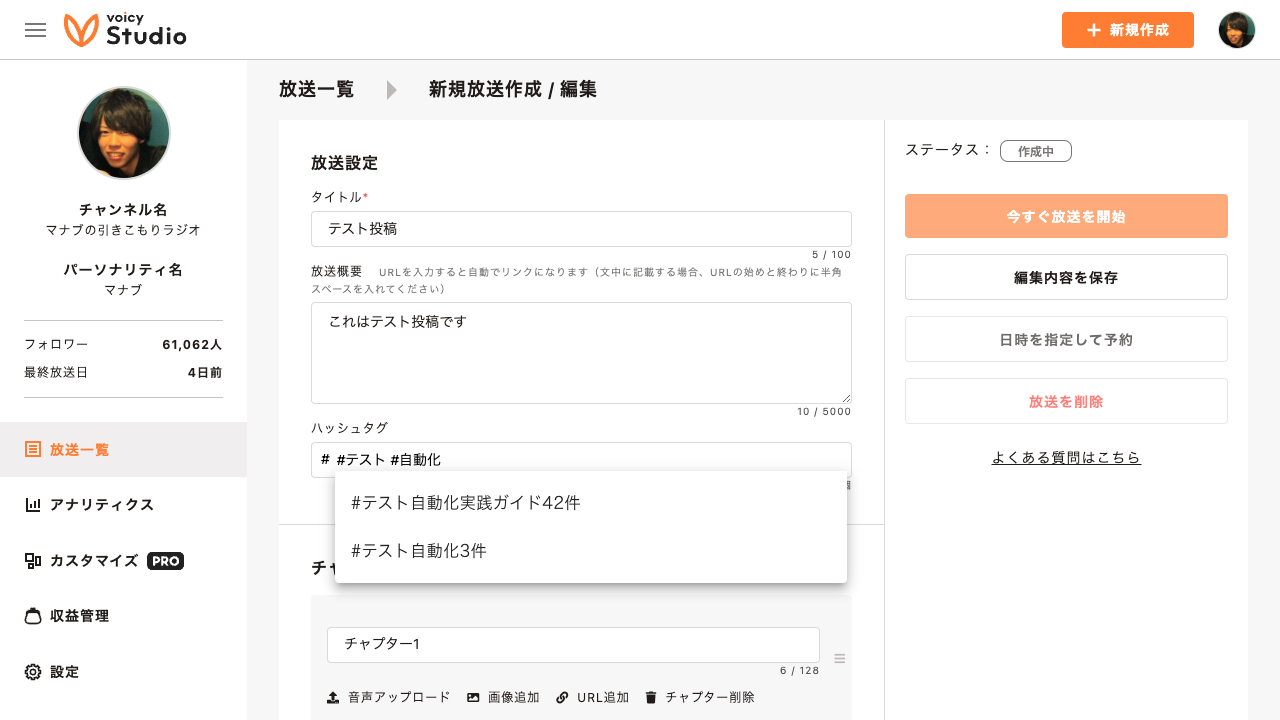 voicy
Studio
新規作成
チャンネル名
マナブの引きこもりラジオ
パーソナリティ名
マナブ
フォロワー 61,062人
最終放送日 4日前
放送一覧
アナリティクス
カスタマイズ PRO
収益管理
設定
放送一覧 新規放送作成 / 編集
放送設定
タイトル*
テスト投稿
5 / 100
放送概要 URLを入力すると自動でリンクになります（文中に記載する場合、URLの始めと終わりに半角
スペースを入れてください）
これはテスト投稿です
10 / 5000
ハッシュタグ
# #テスト #自動化
#テスト自動化実践ガイド42件
#テスト自動化3件
チャプター1
6 / 128
音声アップロード 画像追加 URL追加 チャプター削除
ステータス： 作成中
今すぐ放送を開始
編集内容を保存
日時を指定して予約
放送を削除
よくある質問はこちら